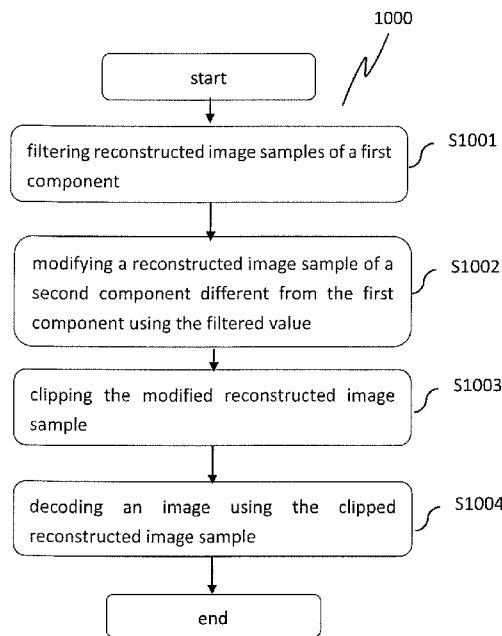 1000
start
filtering reconstructed image samples of a first
component
S1001
modifying a reconstructed image sample of a
second component different from the first
component using the filtered value
S1002
clipping the modified reconstructed image
sample
S1003
decoding an image using the clipped
reconstructed image sample
S1004
end